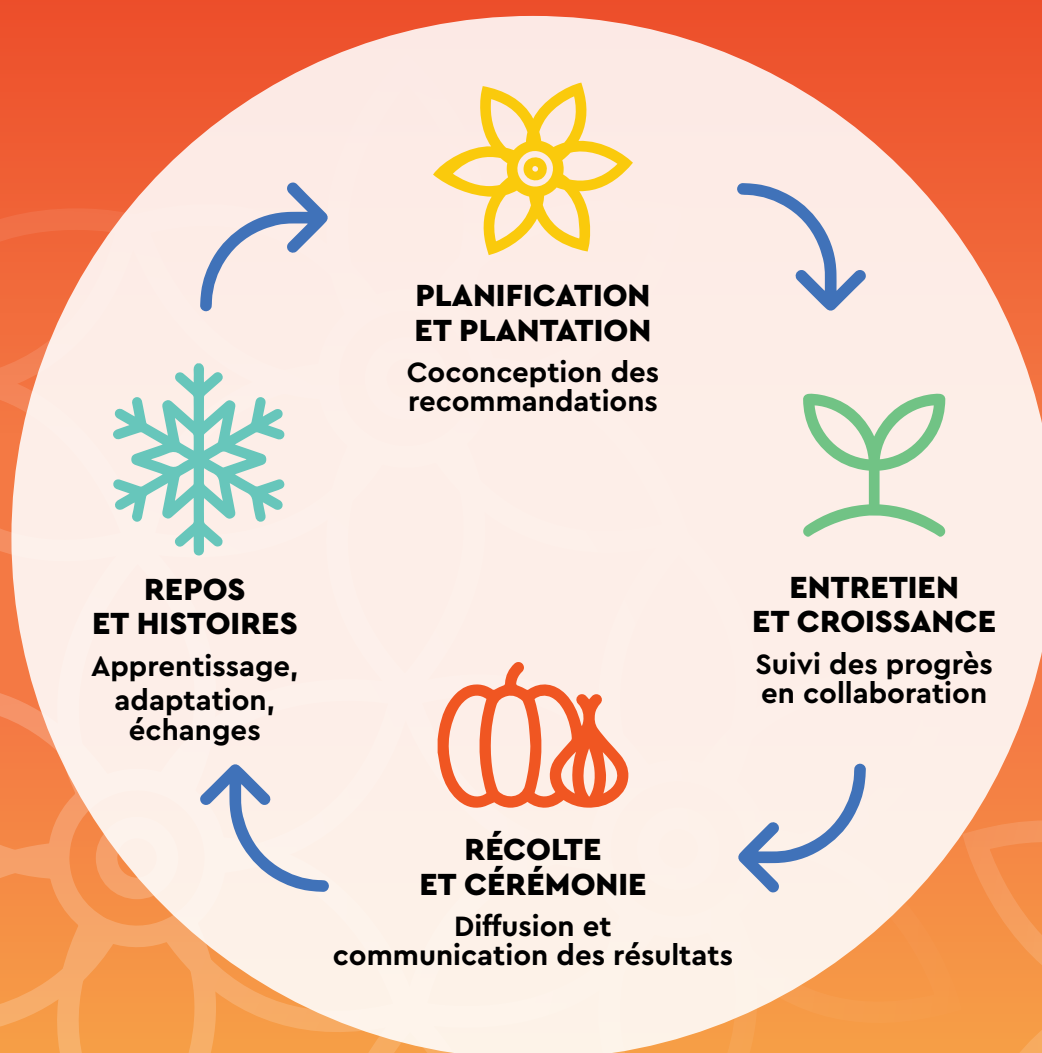 PLANIFICATION
ET PLANTATION
Coconception des
recommandations
ENTRETIEN
ET CROISSANCE
Suivi des progrès
en collaboration
RÉCOLTE
ET CÉRÉMONIE
Diffusion et
communication des résultats
REPOS
ET HISTOIRES
Apprentissage,
adaptation,
échanges